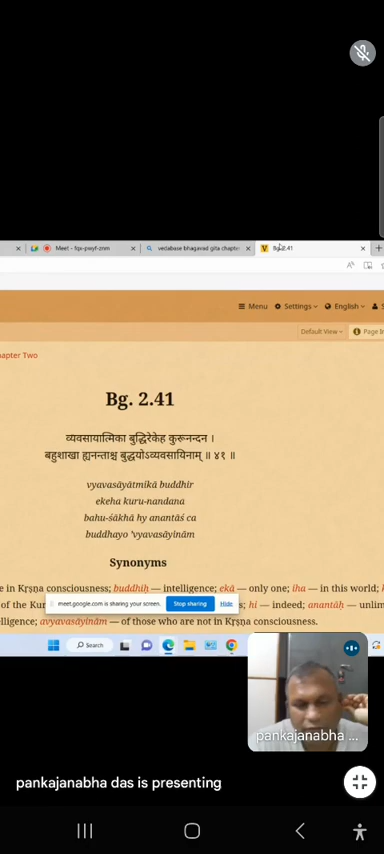 Meet - fqx-pwyf-znm
vedabase bhagavad gita chapte
Bg. 2.41
Menu Settings English S
Default View Page In
apter Two
Bg. 2.41
व्यवसायात्मिका बुद्धिरेकेह कुरूनन्दन ।
बहुशाखा ह्यनन्ताश्च बुद्धयोऽव्यवसायिनाम् ॥ ४१ ॥
vyavasāyātmikā buddhir
ekeha kuru-nandana
bahu-śākhā hy anantāś ca
buddhayo ’vyavasāyinām
Synonyms
e in Kṛṣṇa consciousness; buddhiḥ — intelligence; ekā — only one; iha — in this world;
of the Kur
meet.google.com is sharing your screen. Stop sharing Hide
s; hi — indeed; anantāḥ — unlim
lligence; avyavasāyinām — of those who are not in Kṛṣṇa consciousness.
Search
pankajanabha ...
pankajanabha das is presenting